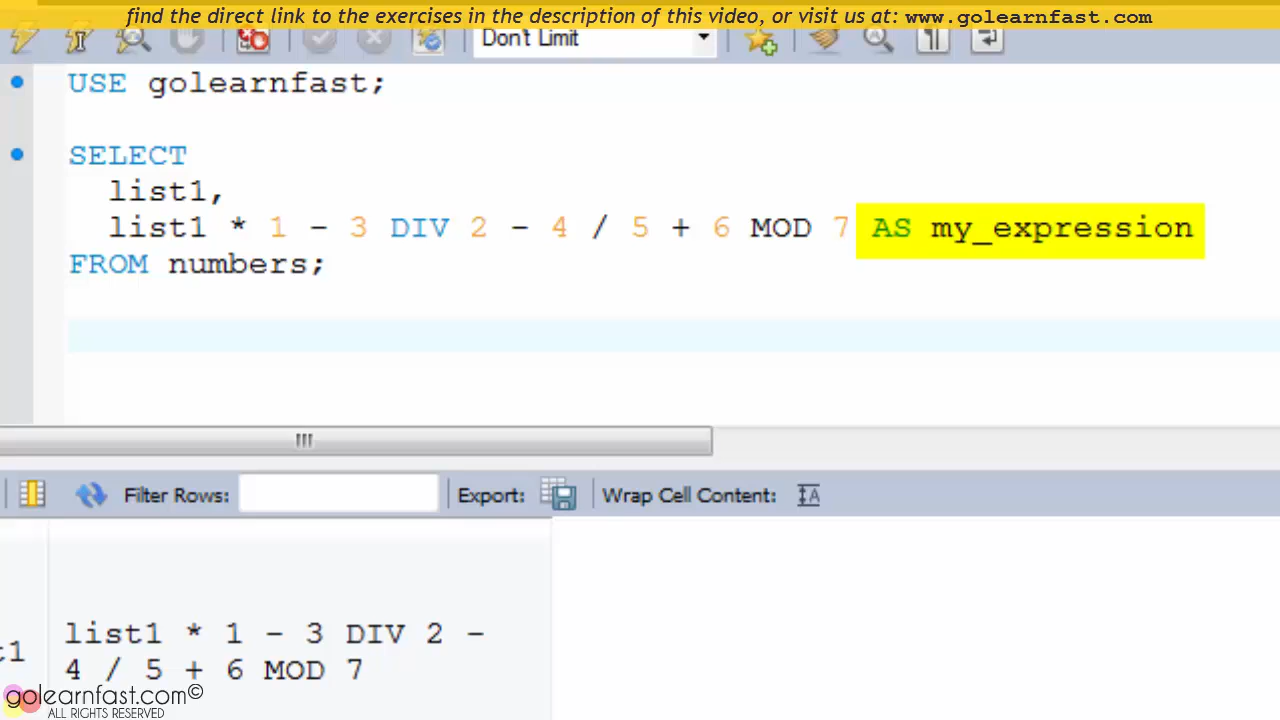 find the direct link to the exercises in the description of this video, or visit us at: www.golearnfast.com
Don't Limit
USE golearnfast;
SELECT
list1,
list1 * 1 - 3 DIV 2 - 4 / 5 + 6 MOD 7 AS my_expression
FROM numbers;
Filter Rows: Export: Wrap Cell Content: IA
list1 * 1 - 3 DIV 2 -
4 / 5 + 6 MOD 7
t1
golearnfast.com©
ALL RIGHTS RESERVED